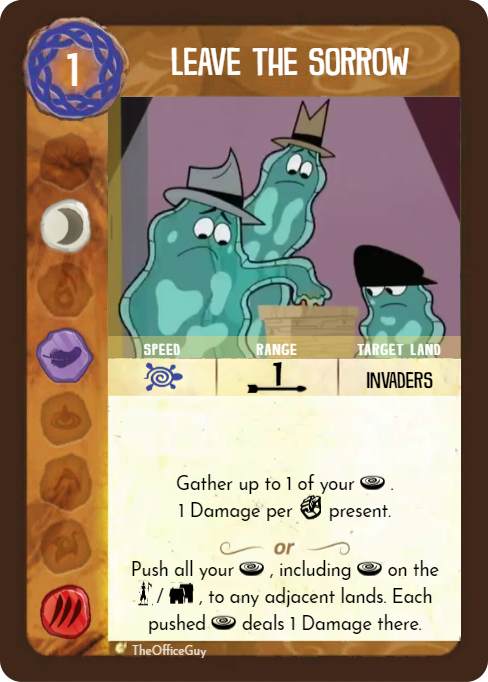 1
LEAVE THE SORROW
SPEED RANGE TARGET LAND
1 INVADERS
Gather up to 1 of your .
1 Damage per present.
or
Push all your , including on the
/ , to any adjacent lands. Each
pushed deals 1 Damage there.
TheOfficeGuy